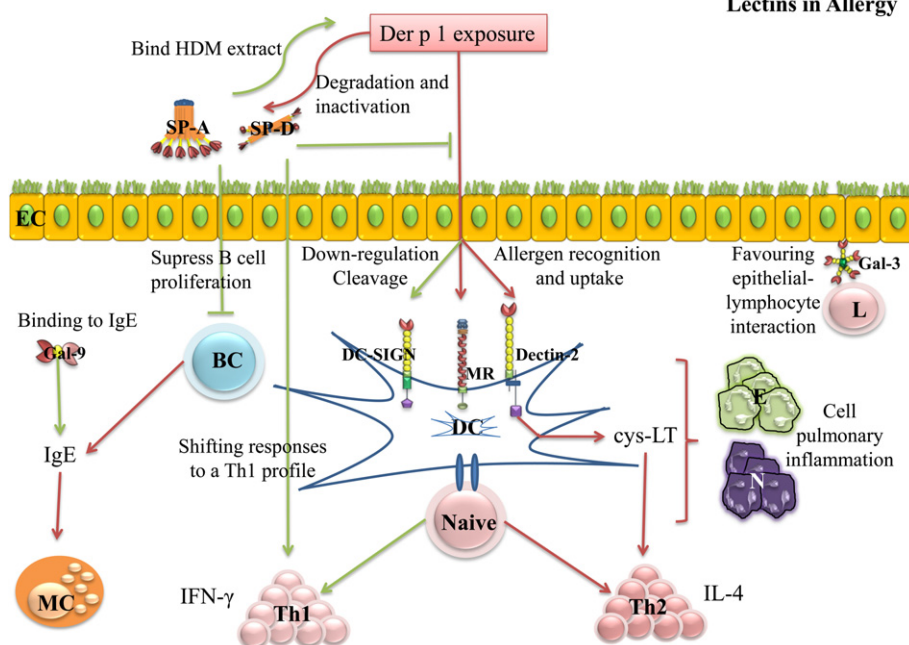 Lectins in Allergy
Der p 1 exposure
Bind HDM extract
Degradation and
inactivation
SP-A
SP-D
EC
Supress B cell
proliferation
Down-regulation
Cleavage
Allergen recognition
and uptake
Favouring
epithelial-
lymphocyte
interaction
Gal-3
L
Binding to IgE
Gal-9
BC
DC-SIGN
MR
Dectin-2
DC
E
Cell
pulmonary
inflammation
N
cys-LT
IgE
Shifting responses
to a Th1 profile
Naive
MC
IFN-γ
Th1
Th2
IL-4